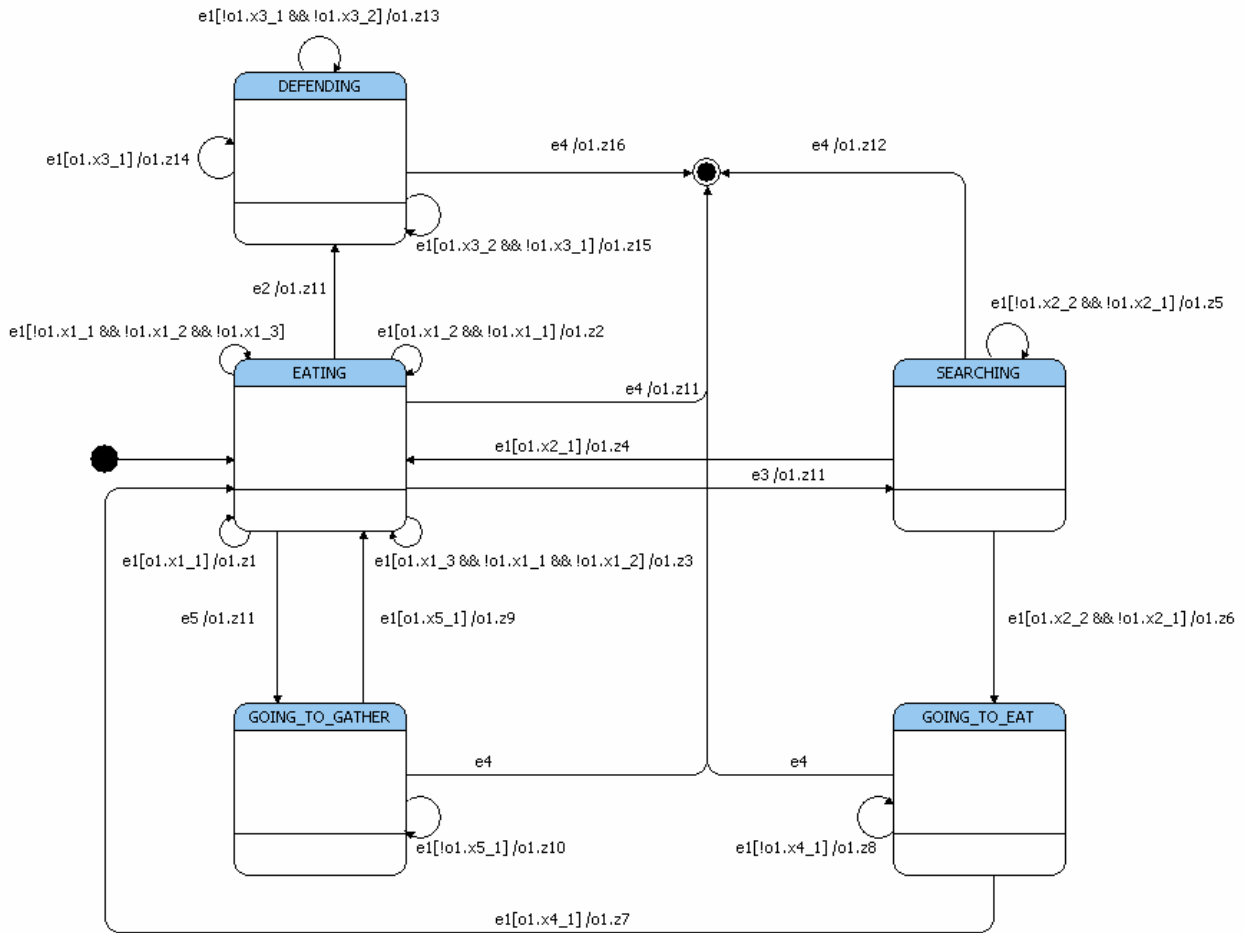 e1[!o1.x3_1 && !o1.x3_2] /o1.z13
DEFENDING
e1[o1.x3_1] /o1.z14
e4 /o1.z16
e4 /o1.z12
e1[o1.x3_2 && !o1.x3_1] /o1.z15
e2 /o1.z11
e1[!o1.x1_1 && !o1.x1_2 && !o1.x1_3]
e1[o1.x1_2 && !o1.x1_1] /o1.z2
e1[!o1.x2_2 && !o1.x2_1] /o1.z5
EATING
SEARCHING
e4 /o1.z11
e1[o1.x2_1] /o1.z4
e3 /o1.z11
e1[o1.x1_1] /o1.z1
e1[o1.x1_3 && !o1.x1_1 && !o1.x1_2] /o1.z3
e5 /o1.z11
e1[o1.x5_1] /o1.z9
e1[o1.x2_2 && !o1.x2_1] /o1.z6
GOING_TO_GATHER
GOING_TO_EAT
e4
e4
e1[!o1.x5_1] /o1.z10
e1[!o1.x4_1] /o1.z8
e1[o1.x4_1] /o1.z7